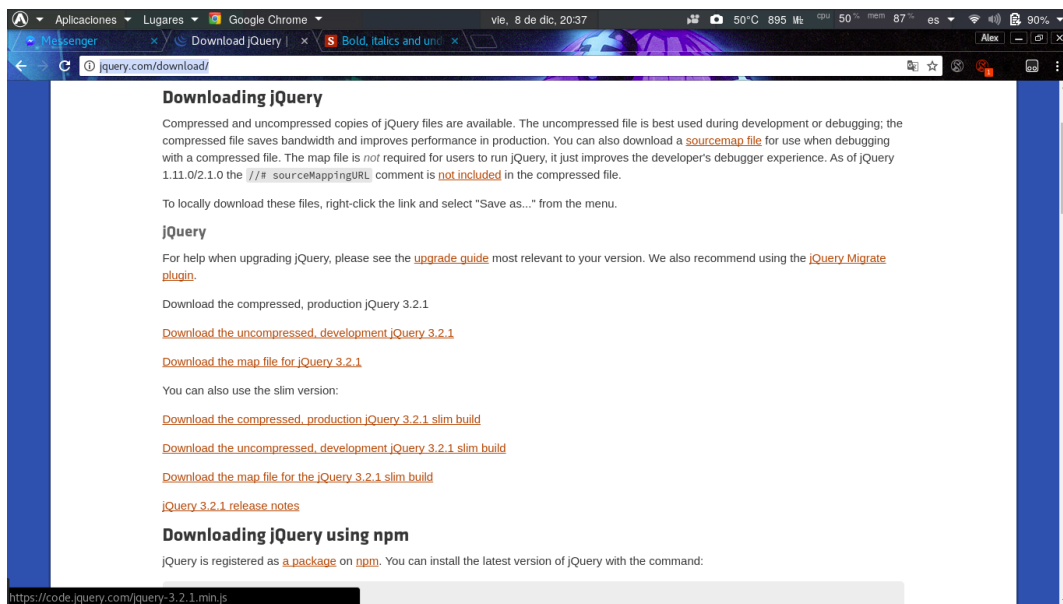 Aplicaciones Lugares Google Chrome vie, 8 de dic, 20:37 50°C 895 MHz cpu 50% mem 87% es 90%
Messenger Download jQuery | Bold, italics and und Alex
jquery.com/download/
Downloading jQuery
Compressed and uncompressed copies of jQuery files are available. The uncompressed file is best used during development or debugging; the
compressed file saves bandwidth and improves performance in production. You can also download a sourcemap file for use when debugging
with a compressed file. The map file is not required for users to run jQuery, it just improves the developer's debugger experience. As of jQuery
1.11.0/2.1.0 the //# sourceMappingURL comment is not included in the compressed file.
To locally download these files, right-click the link and select "Save as..." from the menu.
jQuery
For help when upgrading jQuery, please see the upgrade guide most relevant to your version. We also recommend using the jQuery Migrate
plugin.
Download the compressed, production jQuery 3.2.1
Download the uncompressed, development jQuery 3.2.1
Download the map file for jQuery 3.2.1
You can also use the slim version:
Download the compressed, production jQuery 3.2.1 slim build
Download the uncompressed, development jQuery 3.2.1 slim build
Download the map file for the jQuery 3.2.1 slim build
jQuery 3.2.1 release notes
Downloading jQuery using npm
jQuery is registered as a package on npm. You can install the latest version of jQuery with the command:
https://code.jquery.com/jquery-3.2.1.min.js